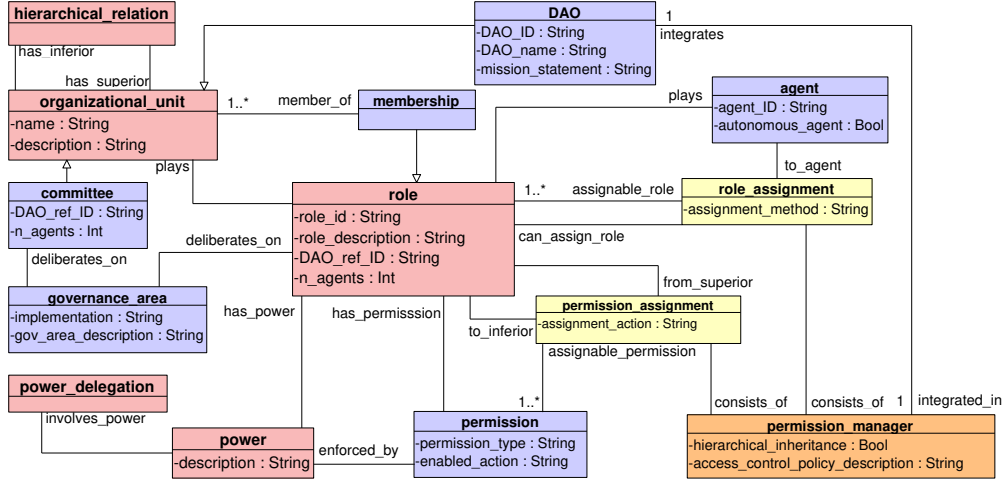 hierarchical_relation
DAO
-DAO_ID : String
-DAO_name : String
-mission_statement : String
1
integrates
has_inferior
has_superior
organizational_unit
-name : String
-description : String
1..*
member_of
membership
plays
agent
-agent_ID : String
-autonomous_agent : Bool
plays
to_agent
committee
-DAO_ref_ID : String
-n_agents : Int
role
-role_id : String
-role_description : String
-DAO_ref_ID : String
-n_agents : Int
1..*
assignable_role
role_assignment
-assignment_method : String
can_assign_role
deliberates_on
deliberates_on
governance_area
-implementation : String
-gov_area_description : String
has_power
has_permisssion
from_superior
to_inferior
permission_assignment
-assignment_action : String
assignable_permission
power_delegation
involves_power
1..*
consists_of
consists_of
1
integrated_in
power
-description : String
enforced_by
permission
-permission_type : String
-enabled_action : String
permission_manager
-hierarchical_inheritance : Bool
-access_control_policy_description : String